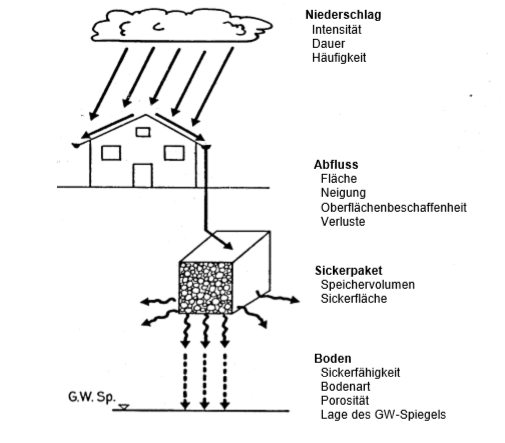 Niederschlag
Intensität
Dauer
Häufigkeit
Abfluss
Fläche
Neigung
Oberflächenbeschaffenheit
Verluste
Sickerpaket
Speichervolumen
Sickerfläche
Boden
Sickerfähigkeit
Bodenart
Porosität
Lage des GW-Spiegels
G.W. Sp.